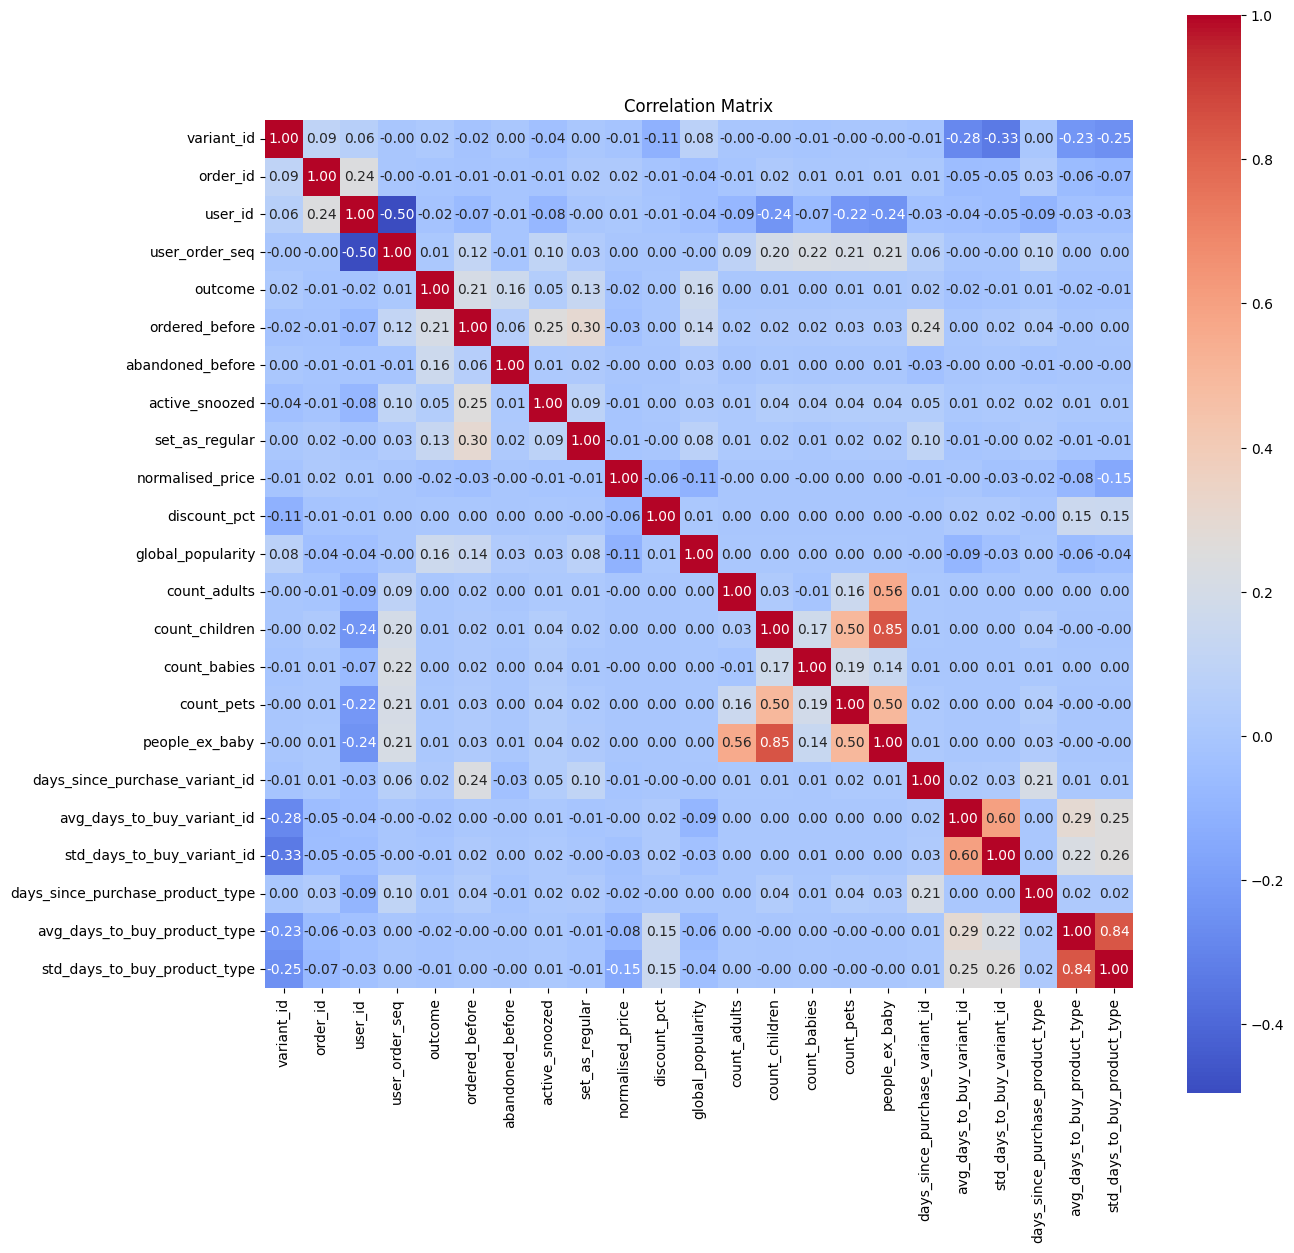 Correlation Matrix
variant_id 1.00 0.09 0.06 -0.00 0.02 -0.02 0.00 -0.04 0.00 -0.01 -0.11 0.08 -0.00 -0.00 -0.01 -0.00 -0.00 -0.01 -0.28 -0.33 0.00 -0.23 -0.25
order_id 0.09 1.00 0.24 -0.00 -0.01 -0.01 -0.01 -0.01 0.02 0.02 -0.01 -0.04 -0.01 0.02 0.01 0.01 0.01 0.01 -0.05 -0.05 0.03 -0.06 -0.07
user_id 0.06 0.24 1.00 -0.50 -0.02 -0.07 -0.01 -0.08 -0.00 0.01 -0.01 -0.04 -0.09 -0.24 -0.07 -0.22 -0.24 -0.03 -0.04 -0.05 -0.09 -0.03 -0.03
user_order_seq -0.00 -0.00 -0.50 1.00 0.01 0.12 -0.01 0.10 0.03 0.00 0.00 -0.00 0.09 0.20 0.22 0.21 0.21 0.06 -0.00 -0.00 0.10 0.00 0.00
outcome 0.02 -0.01 -0.02 0.01 1.00 0.21 0.16 0.05 0.13 -0.02 0.00 0.16 0.00 0.01 0.00 0.01 0.01 0.02 -0.02 -0.01 0.01 -0.02 -0.01
ordered_before -0.02 -0.01 -0.07 0.12 0.21 1.00 0.06 0.25 0.30 -0.03 0.00 0.14 0.02 0.02 0.02 0.03 0.03 0.24 0.00 0.02 0.04 -0.00 0.00
abandoned_before 0.00 -0.01 -0.01 -0.01 0.16 0.06 1.00 0.01 0.02 -0.00 0.00 0.03 0.00 0.01 0.00 0.00 0.01 -0.03 -0.00 0.00 -0.01 -0.00 -0.00
active_snoozed -0.04 -0.01 -0.08 0.10 0.05 0.25 0.01 1.00 0.09 -0.01 0.00 0.03 0.01 0.04 0.04 0.04 0.04 0.05 0.01 0.02 0.02 0.01 0.01
set_as_regular 0.00 0.02 -0.00 0.03 0.13 0.30 0.02 0.09 1.00 -0.01 -0.00 0.08 0.01 0.02 0.01 0.02 0.02 0.10 -0.01 -0.00 0.02 -0.01 -0.01
normalised_price -0.01 0.02 0.01 0.00 -0.02 -0.03 -0.00 -0.01 -0.01 1.00 -0.06 -0.11 -0.00 0.00 -0.00 0.00 0.00 -0.01 -0.00 -0.03 -0.02 -0.08 -0.15
discount_pct -0.11 -0.01 -0.01 0.00 0.00 0.00 0.00 0.00 -0.00 -0.06 1.00 0.01 0.00 0.00 0.00 0.00 0.00 -0.00 0.02 0.02 -0.00 0.15 0.15
global_popularity 0.08 -0.04 -0.04 -0.00 0.16 0.14 0.03 0.03 0.08 -0.11 0.01 1.00 0.00 0.00 0.00 0.00 0.00 -0.00 -0.09 -0.03 0.00 -0.06 -0.04
count_adults -0.00 -0.01 -0.09 0.09 0.00 0.02 0.00 0.01 0.01 -0.00 0.00 0.00 1.00 0.03 -0.01 0.16 0.56 0.01 0.00 0.00 0.00 0.00 0.00
count_children -0.00 0.02 -0.24 0.20 0.01 0.02 0.01 0.04 0.02 0.00 0.00 0.00 0.03 1.00 0.17 0.50 0.85 0.01 0.00 0.00 0.04 -0.00 -0.00
count_babies -0.01 0.01 -0.07 0.22 0.00 0.02 0.00 0.04 0.01 -0.00 0.00 0.00 -0.01 0.17 1.00 0.19 0.14 0.01 0.00 0.01 0.01 0.00 0.00
count_pets -0.00 0.01 -0.22 0.21 0.01 0.03 0.00 0.04 0.02 0.00 0.00 0.00 0.16 0.50 0.19 1.00 0.50 0.02 0.00 0.00 0.04 -0.00 -0.00
people_ex_baby -0.00 0.01 -0.24 0.21 0.01 0.03 0.01 0.04 0.02 0.00 0.00 0.00 0.56 0.85 0.14 0.50 1.00 0.01 0.00 0.00 0.03 -0.00 -0.00
days_since_purchase_variant_id -0.01 0.01 -0.03 0.06 0.02 0.24 -0.03 0.05 0.10 -0.01 -0.00 -0.00 0.01 0.01 0.01 0.02 0.01 1.00 0.02 0.03 0.21 0.01 0.01
avg_days_to_buy_variant_id -0.28 -0.05 -0.04 -0.00 -0.02 0.00 -0.00 0.01 -0.01 -0.00 0.02 -0.09 0.00 0.00 0.00 0.00 0.00 0.02 1.00 0.60 0.00 0.29 0.25
std_days_to_buy_variant_id -0.33 -0.05 -0.05 -0.00 -0.01 0.02 0.00 0.02 -0.00 -0.03 0.02 -0.03 0.00 0.00 0.01 0.00 0.00 0.03 0.60 1.00 0.00 0.22 0.26
days_since_purchase_product_type 0.00 0.03 -0.09 0.10 0.01 0.04 -0.01 0.02 0.02 -0.02 -0.00 0.00 0.00 0.04 0.01 0.04 0.03 0.21 0.00 0.00 1.00 0.02 0.02
avg_days_to_buy_product_type -0.23 -0.06 -0.03 0.00 -0.02 -0.00 -0.00 0.01 -0.01 -0.08 0.15 -0.06 0.00 -0.00 0.00 -0.00 -0.00 0.01 0.29 0.22 0.02 1.00 0.84
std_days_to_buy_product_type -0.25 -0.07 -0.03 0.00 -0.01 0.00 -0.00 0.01 -0.01 -0.15 0.15 -0.04 0.00 -0.00 0.00 -0.00 -0.00 0.01 0.25 0.26 0.02 0.84 1.00
variant_id
order_id
user_id
user_order_seq
outcome
ordered_before
abandoned_before
active_snoozed
set_as_regular
normalised_price
discount_pct
global_popularity
count_adults
count_children
count_babies
count_pets
people_ex_baby
days_since_purchase_variant_id
avg_days_to_buy_variant_id
std_days_to_buy_variant_id
days_since_purchase_product_type
avg_days_to_buy_product_type
std_days_to_buy_product_type
1.0
0.8
0.6
0.4
0.2
0.0
−0.2
−0.4